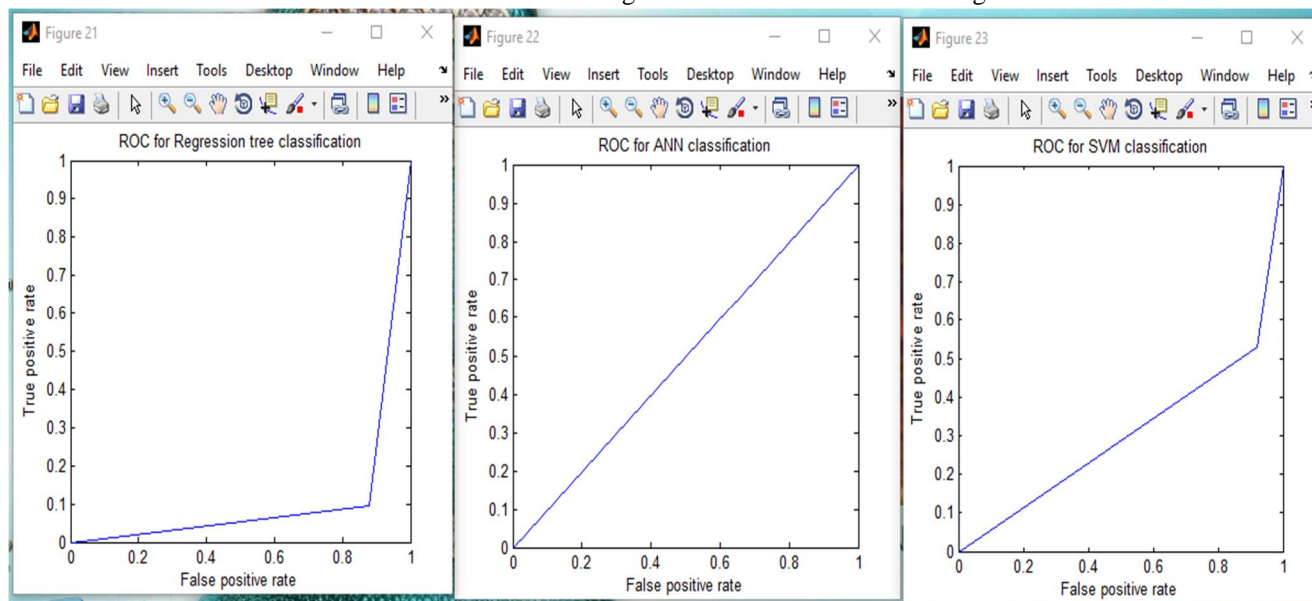 Figure 21
File Edit View Insert Tools Desktop Window Help
ROC for Regression tree classification
1
0.9
0.8
0.7
0.6
0.5
0.4
0.3
0.2
0.1
0
True positive rate
0 0.2 0.4 0.6 0.8 1
False positive rate
Figure 22
File Edit View Insert Tools Desktop Window Help
ROC for ANN classification
1
0.9
0.8
0.7
0.6
0.5
0.4
0.3
0.2
0.1
0
True positive rate
0 0.2 0.4 0.6 0.8 1
False positive rate
Figure 23
File Edit View Insert Tools Desktop Window Help
ROC for SVM classification
1
0.9
0.8
0.7
0.6
0.5
0.4
0.3
0.2
0.1
0
True positive rate
0 0.2 0.4 0.6 0.8 1
False positive rate